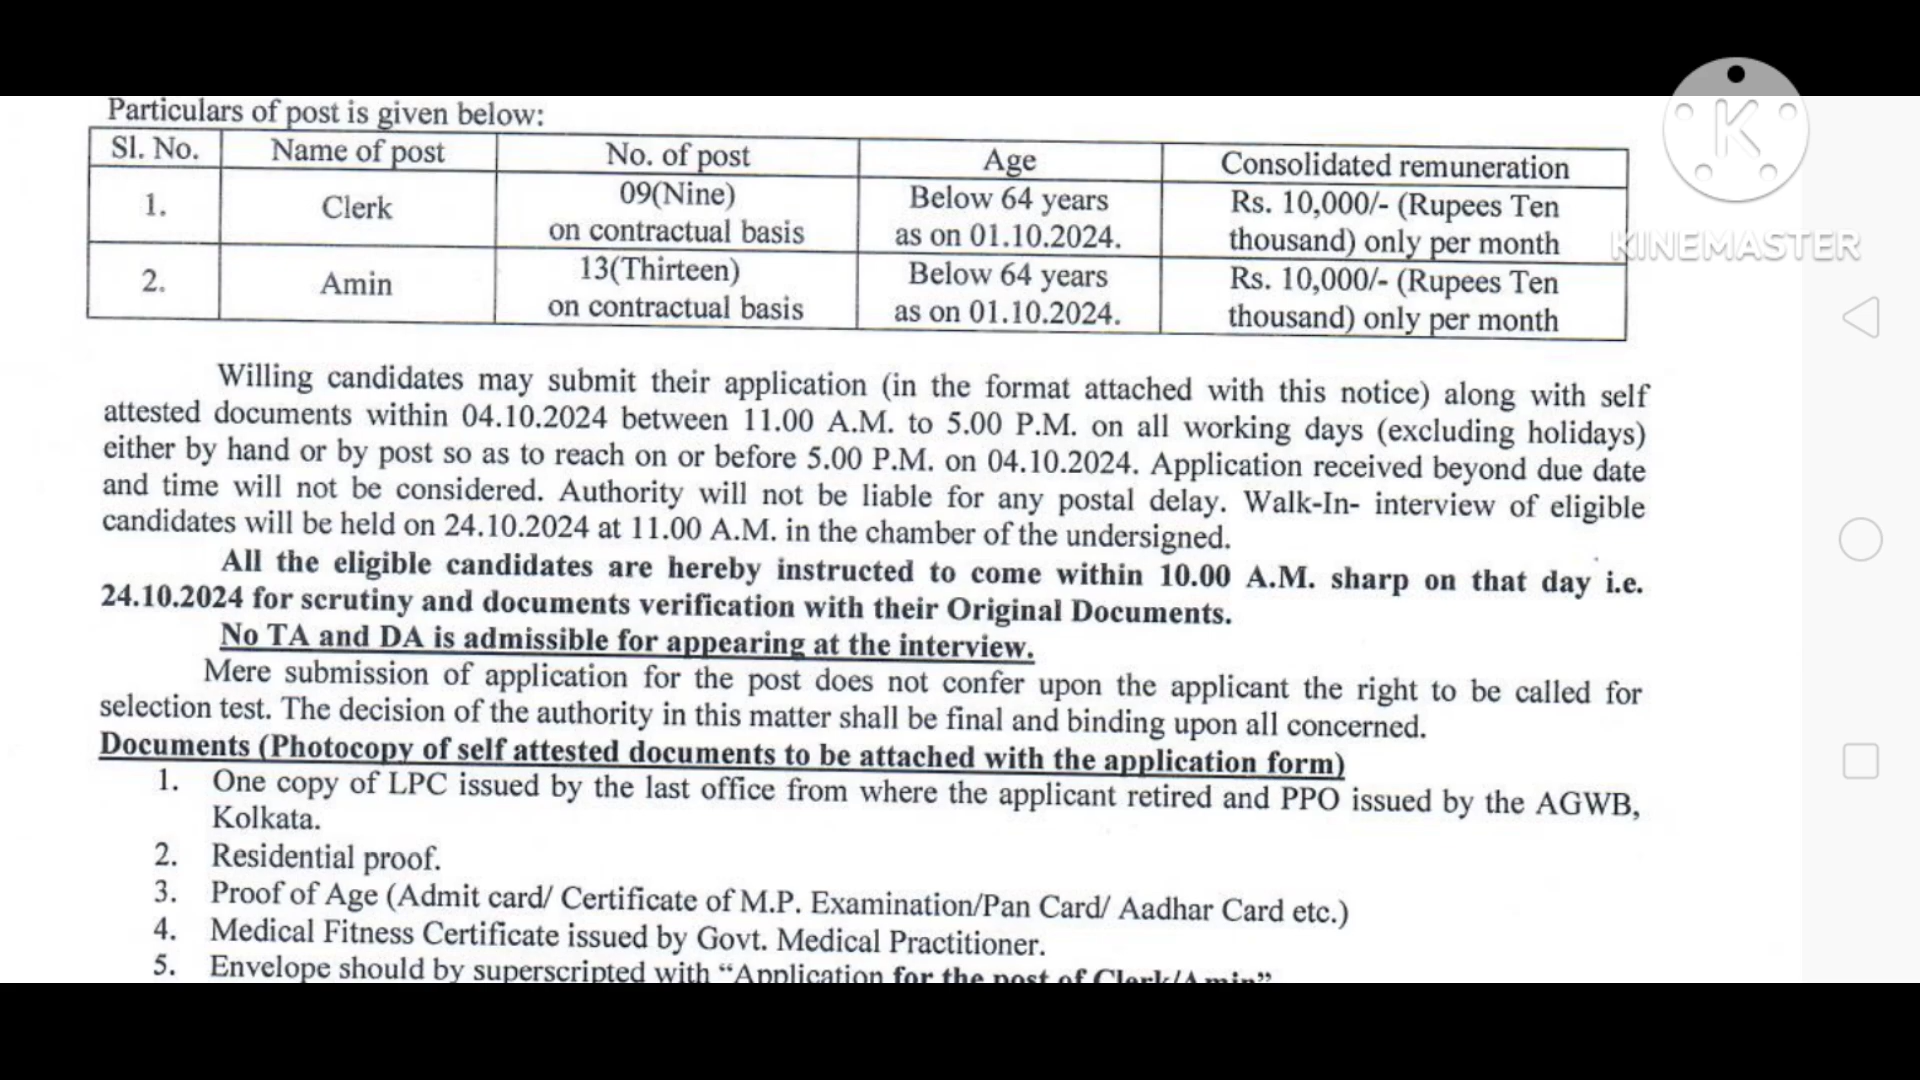 Particulars of post is given below:
Sl. No. Name of post No. of post Age Consolidated remuneration
1. Clerk 09(Nine) on contractual basis Below 64 years as on 01.10.2024. Rs. 10,000/- (Rupees Ten thousand) only per month
2. Amin 13(Thirteen) on contractual basis Below 64 years as on 01.10.2024. Rs. 10,000/- (Rupees Ten thousand) only per month
Willing candidates may submit their application (in the format attached with this notice) along with self
attested documents within 04.10.2024 between 11.00 A.M. to 5.00 P.M. on all working days (excluding holidays)
either by hand or by post so as to reach on or before 5.00 P.M. on 04.10.2024. Application received beyond due date
and time will not be considered. Authority will not be liable for any postal delay. Walk-In- interview of eligible
candidates will be held on 24.10.2024 at 11.00 A.M. in the chamber of the undersigned.
All the eligible candidates are hereby instructed to come within 10.00 A.M. sharp on that day i.e.
24.10.2024 for scrutiny and documents verification with their Original Documents.
No TA and DA is admissible for appearing at the interview.
Mere submission of application for the post does not confer upon the applicant the right to be called for
selection test. The decision of the authority in this matter shall be final and binding upon all concerned.
Documents (Photocopy of self attested documents to be attached with the application form)
1. One copy of LPC issued by the last office from where the applicant retired and PPO issued by the AGWB,
Kolkata.
2. Residential proof.
3. Proof of Age (Admit card/ Certificate of M.P. Examination/Pan Card/ Aadhar Card etc.)
4. Medical Fitness Certificate issued by Govt. Medical Practitioner.
5. Envelope should by superscripted with “Application for the post of Clerk/Amin”
K
KINEMASTER